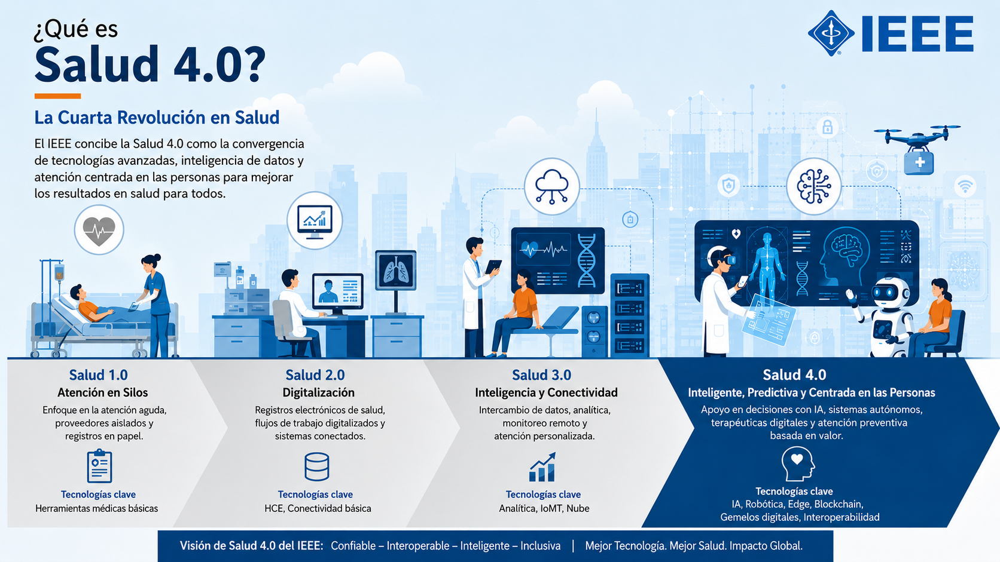 ¿Qué es
Salud 4.0?
IEEE
La Cuarta Revolución en Salud
El IEEE concibe la Salud 4.0 como la convergencia
de tecnologías avanzadas, inteligencia de datos y
atención centrada en las personas para mejorar
los resultados en salud para todos.
Salud 1.0
Atención en Silos
Enfoque en la atención aguda,
proveedores aislados y
registros en papel.
Tecnologías clave
Herramientas médicas básicas
Salud 2.0
Digitalización
Registros electrónicos de salud,
flujos de trabajo digitalizados y
sistemas conectados.
Tecnologías clave
HCE, Conectividad básica
Salud 3.0
Inteligencia y Conectividad
Intercambio de datos, analítica,
monitoreo remoto y
atención personalizada.
Tecnologías clave
Analítica, IoMT, Nube
Salud 4.0
Inteligente, Predictiva y Centrada en las Personas
Apoyo en decisiones con IA, sistemas autónomos,
terapéuticas digitales y atención preventiva
basada en valor.
Tecnologías clave
IA, Robótica, Edge, Blockchain,
Gemelos digitales, Interoperabilidad
Visión de Salud 4.0 del IEEE: Confiable – Interoperable – Inteligente – Inclusiva | Mejor Tecnología. Mejor Salud. Impacto Global.